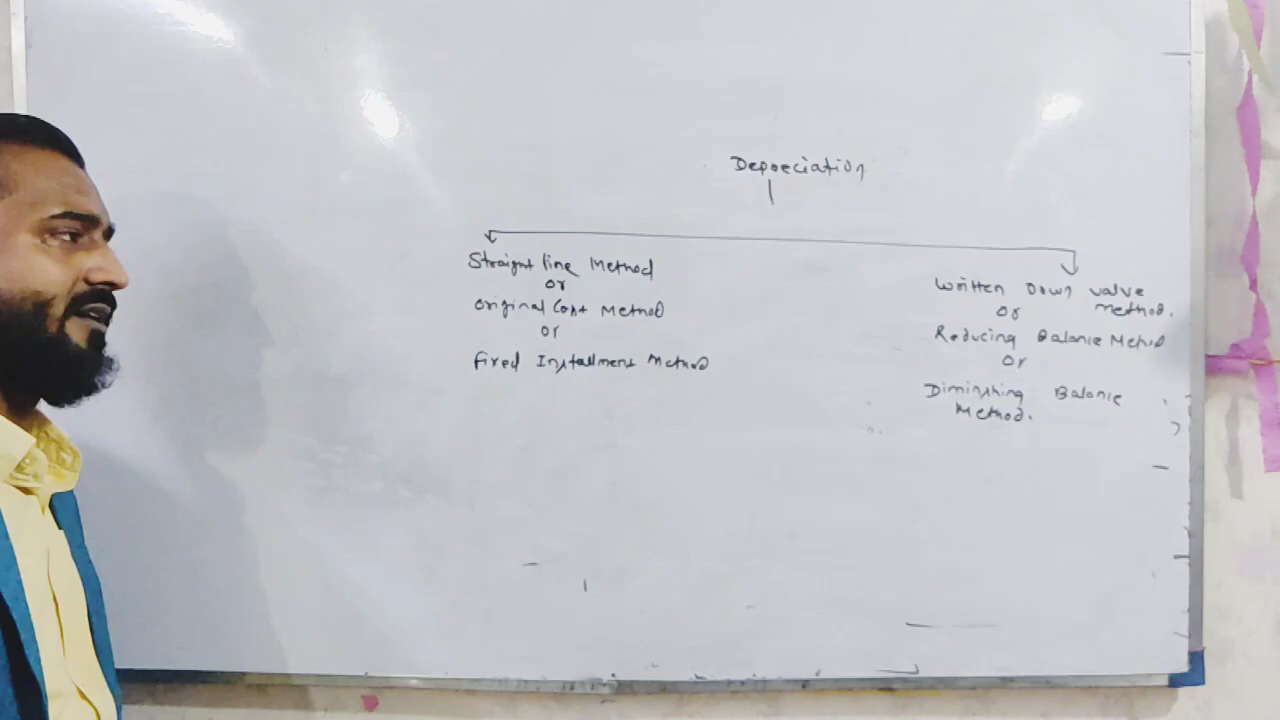 Depreciation
Straight line Method
or
Original Cost Method
or
Fixed Installment Method
Written Down Value
Method.
Or
Reducing Balance Method
Or
Diminshing Balance
Method.